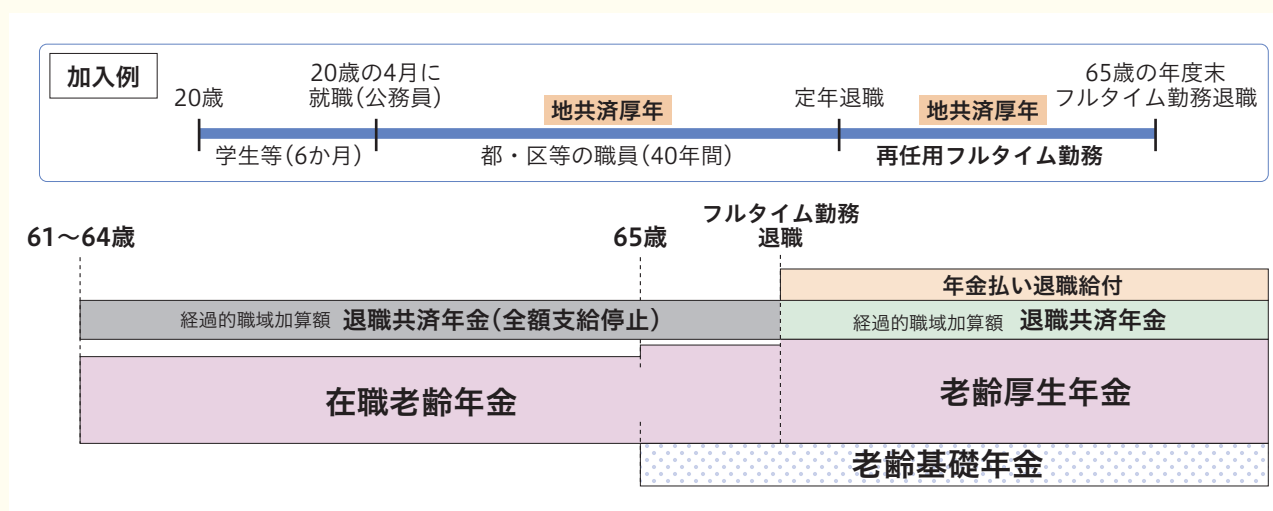 加入例
20歳
20歳の4月に
就職(公務員)
地共済厚年
定年退職
地共済厚年
65歳の年度末
フルタイム勤務退職
学生等(6か月)
都・区等の職員(40年間)
再任用フルタイム勤務
61〜64歳
65歳
フルタイム勤務
退職
年金払い退職給付
経過的職域加算額 退職共済年金(全額支給停止)
経過的職域加算額 退職共済年金
在職老齢年金
老齢厚生年金
老齢基礎年金